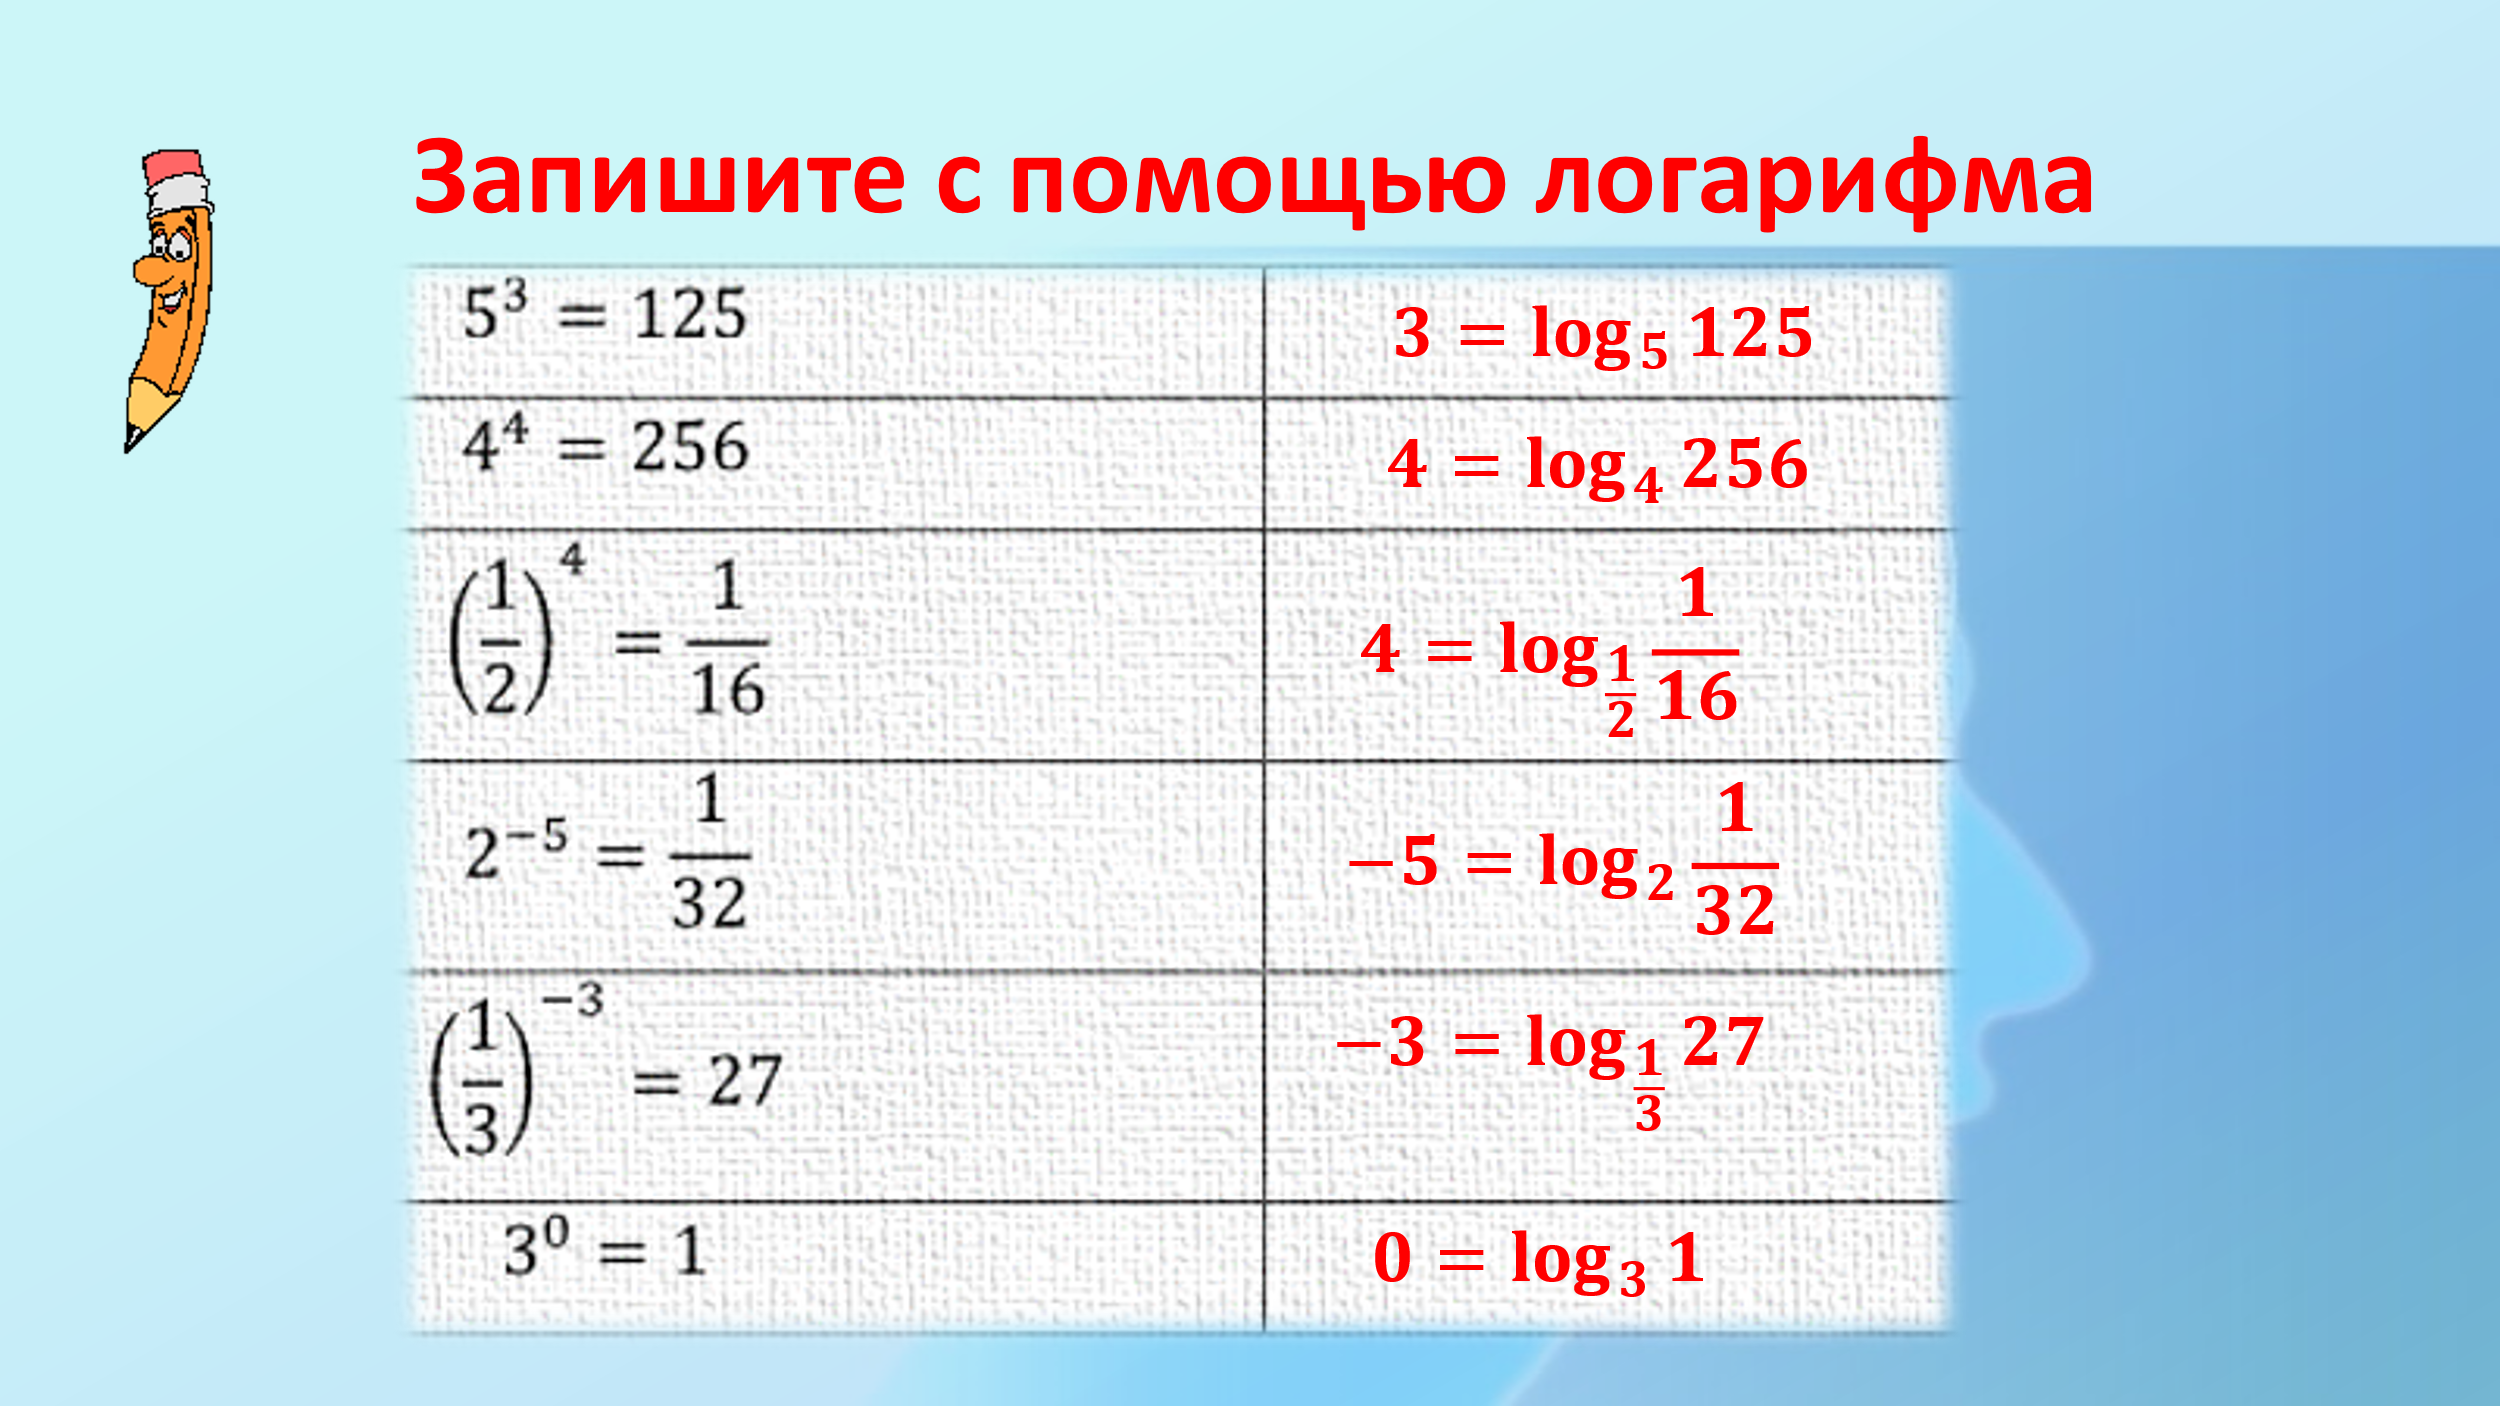 Запишите с помощью логарифма
5³ = 125 3 = log₅ 125
4⁴ = 256 4 = log₄ 256
(1/2)⁴ = 1/16 4 = log_{1/2} 1/16
2⁻⁵ = 1/32 −5 = log₂ 1/32
(1/3)⁻³ = 27 −3 = log_{1/3} 27
3⁰ = 1 0 = log₃ 1